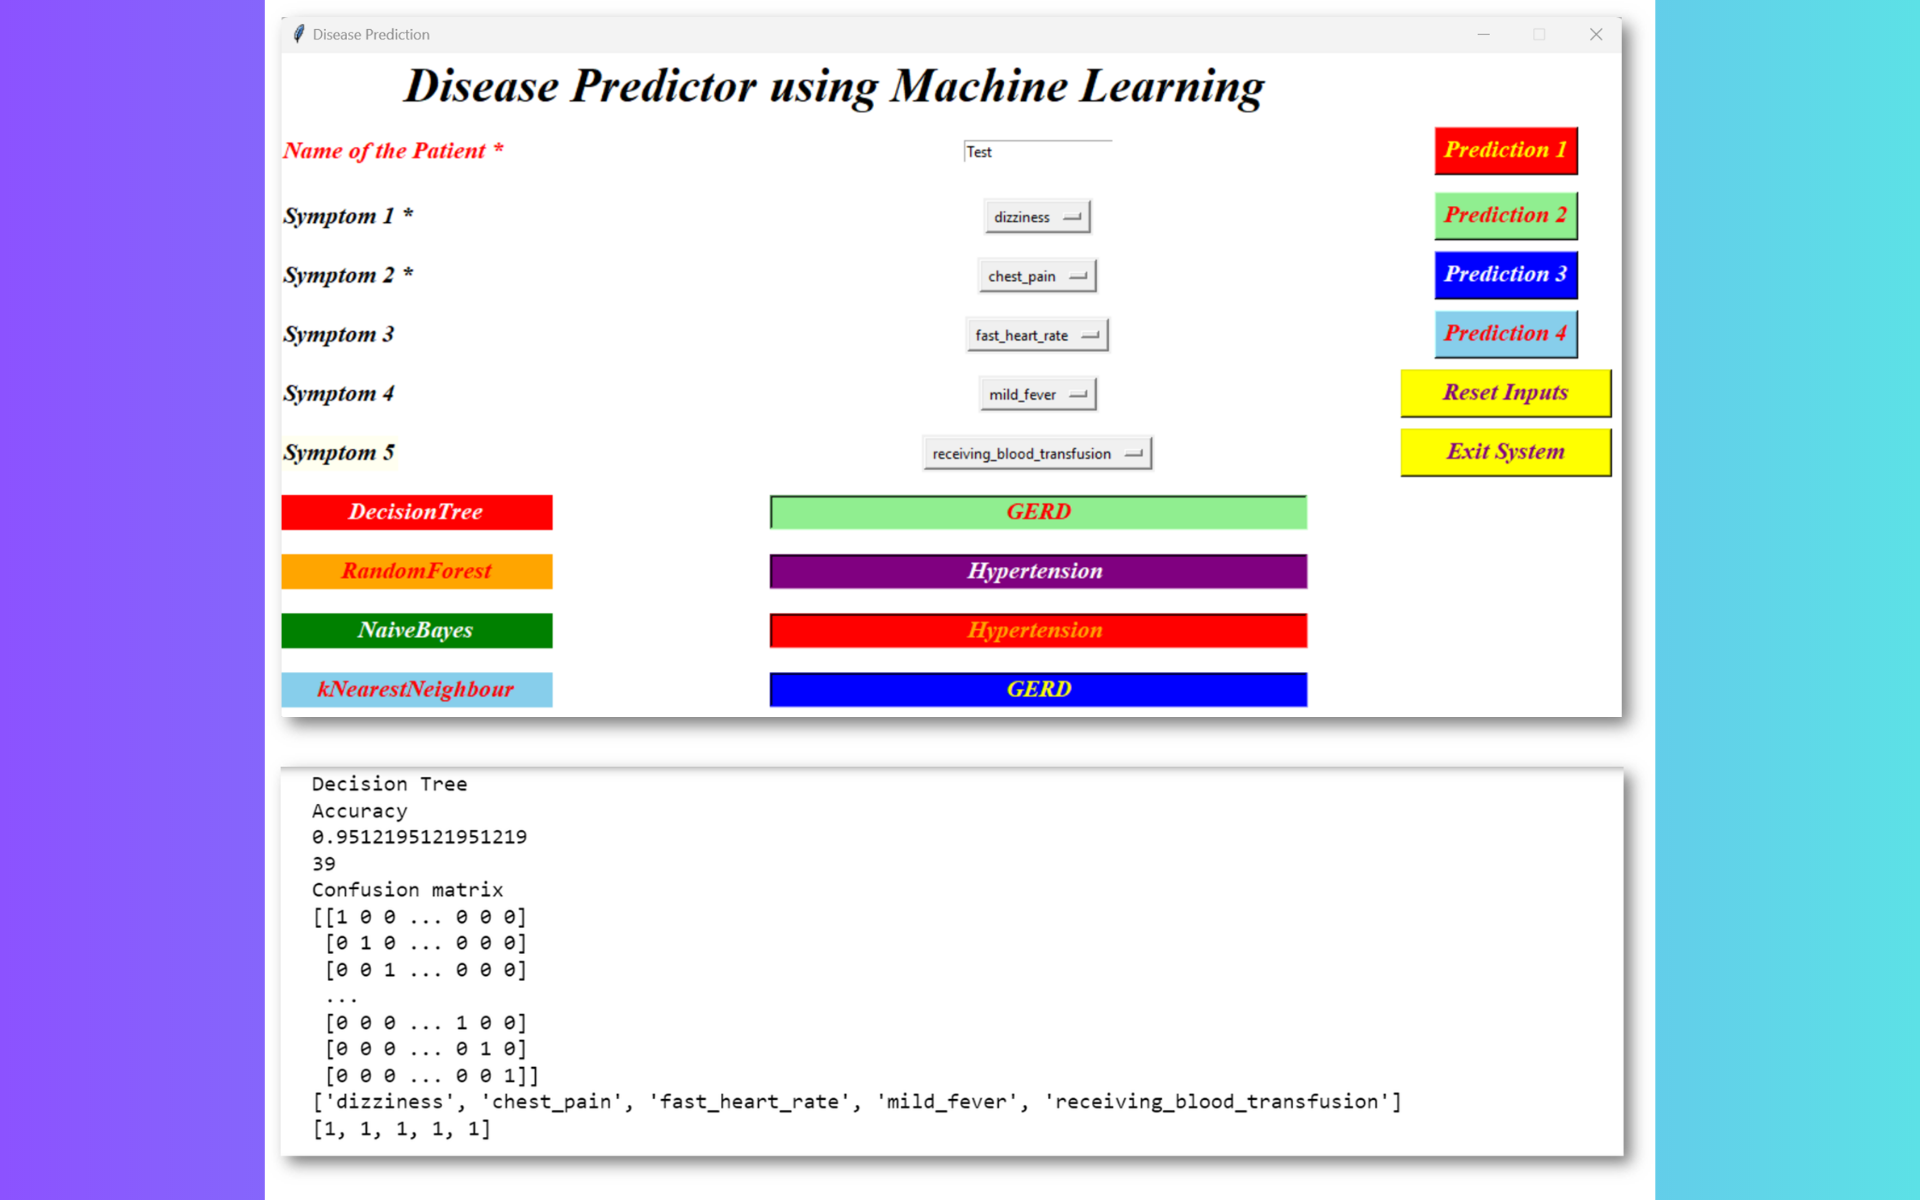 Disease Prediction
Disease Predictor using Machine Learning
Name of the Patient * Test Prediction 1
Symptom 1 * dizziness Prediction 2
Symptom 2 * chest_pain Prediction 3
Symptom 3 fast_heart_rate Prediction 4
Symptom 4 mild_fever Reset Inputs
Symptom 5 receiving_blood_transfusion Exit System
DecisionTree GERD
RandomForest Hypertension
NaiveBayes Hypertension
kNearestNeighbour GERD
Decision Tree
Accuracy
0.9512195121951219
39
Confusion matrix
[[1 0 0 ... 0 0 0]
[0 1 0 ... 0 0 0]
[0 0 1 ... 0 0 0]
...
[0 0 0 ... 1 0 0]
[0 0 0 ... 0 1 0]
[0 0 0 ... 0 0 1]]
['dizziness', 'chest_pain', 'fast_heart_rate', 'mild_fever', 'receiving_blood_transfusion']
[1, 1, 1, 1, 1]